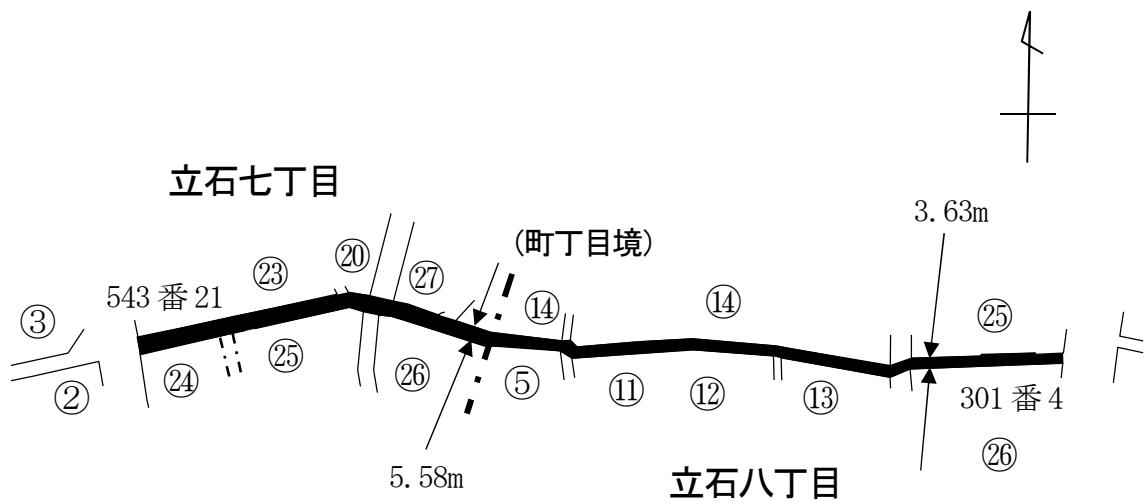 立石七丁目
3.63m
(町丁目境)
⑳
㉗
㉓
543番21
⑭
⑭
㉕
③
②
㉔
㉕
㉖
⑤
⑪
⑫
⑬
301番4
㉖
5.58m
立石八丁目